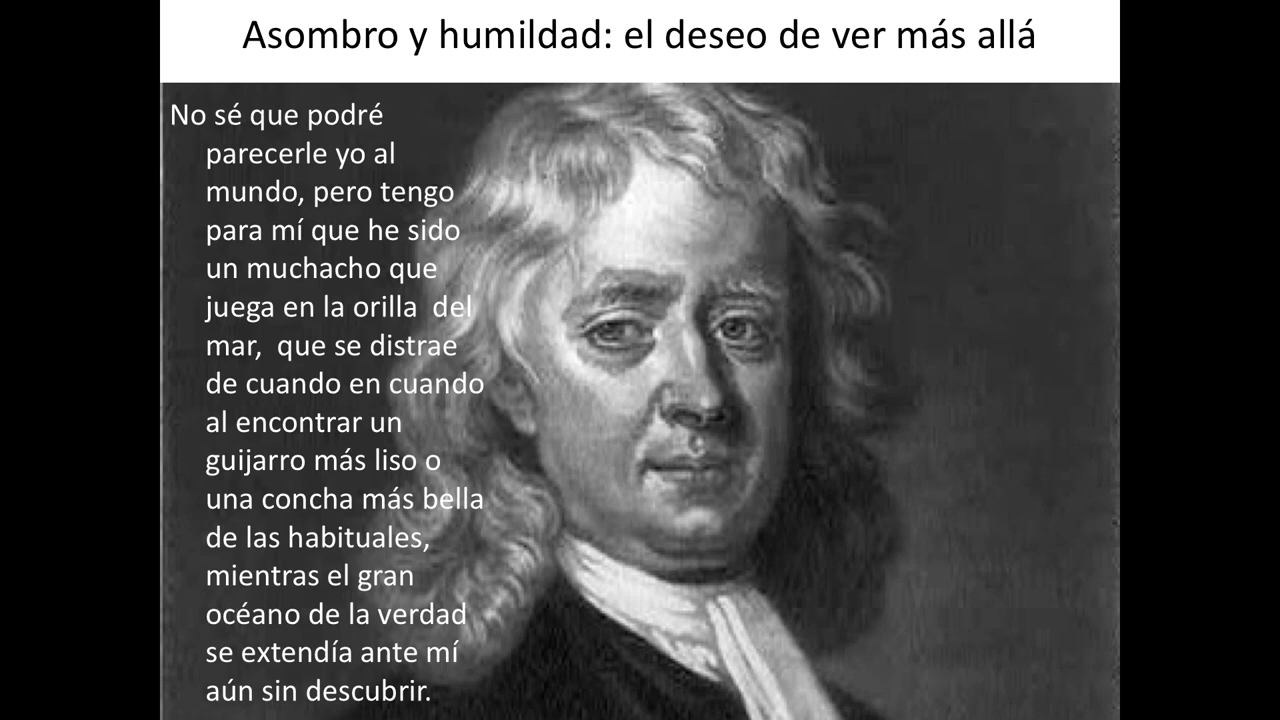 Asombro y humildad: el deseo de ver más allá
No sé que podré
parecerle yo al
mundo, pero tengo
para mí que he sido
un muchacho que
juega en la orilla  del
mar,  que se distrae
de cuando en cuando
al encontrar un
guijarro más liso o
una concha más bella
de las habituales,
mientras el gran
océano de la verdad
se extendía ante mí
aún sin descubrir.